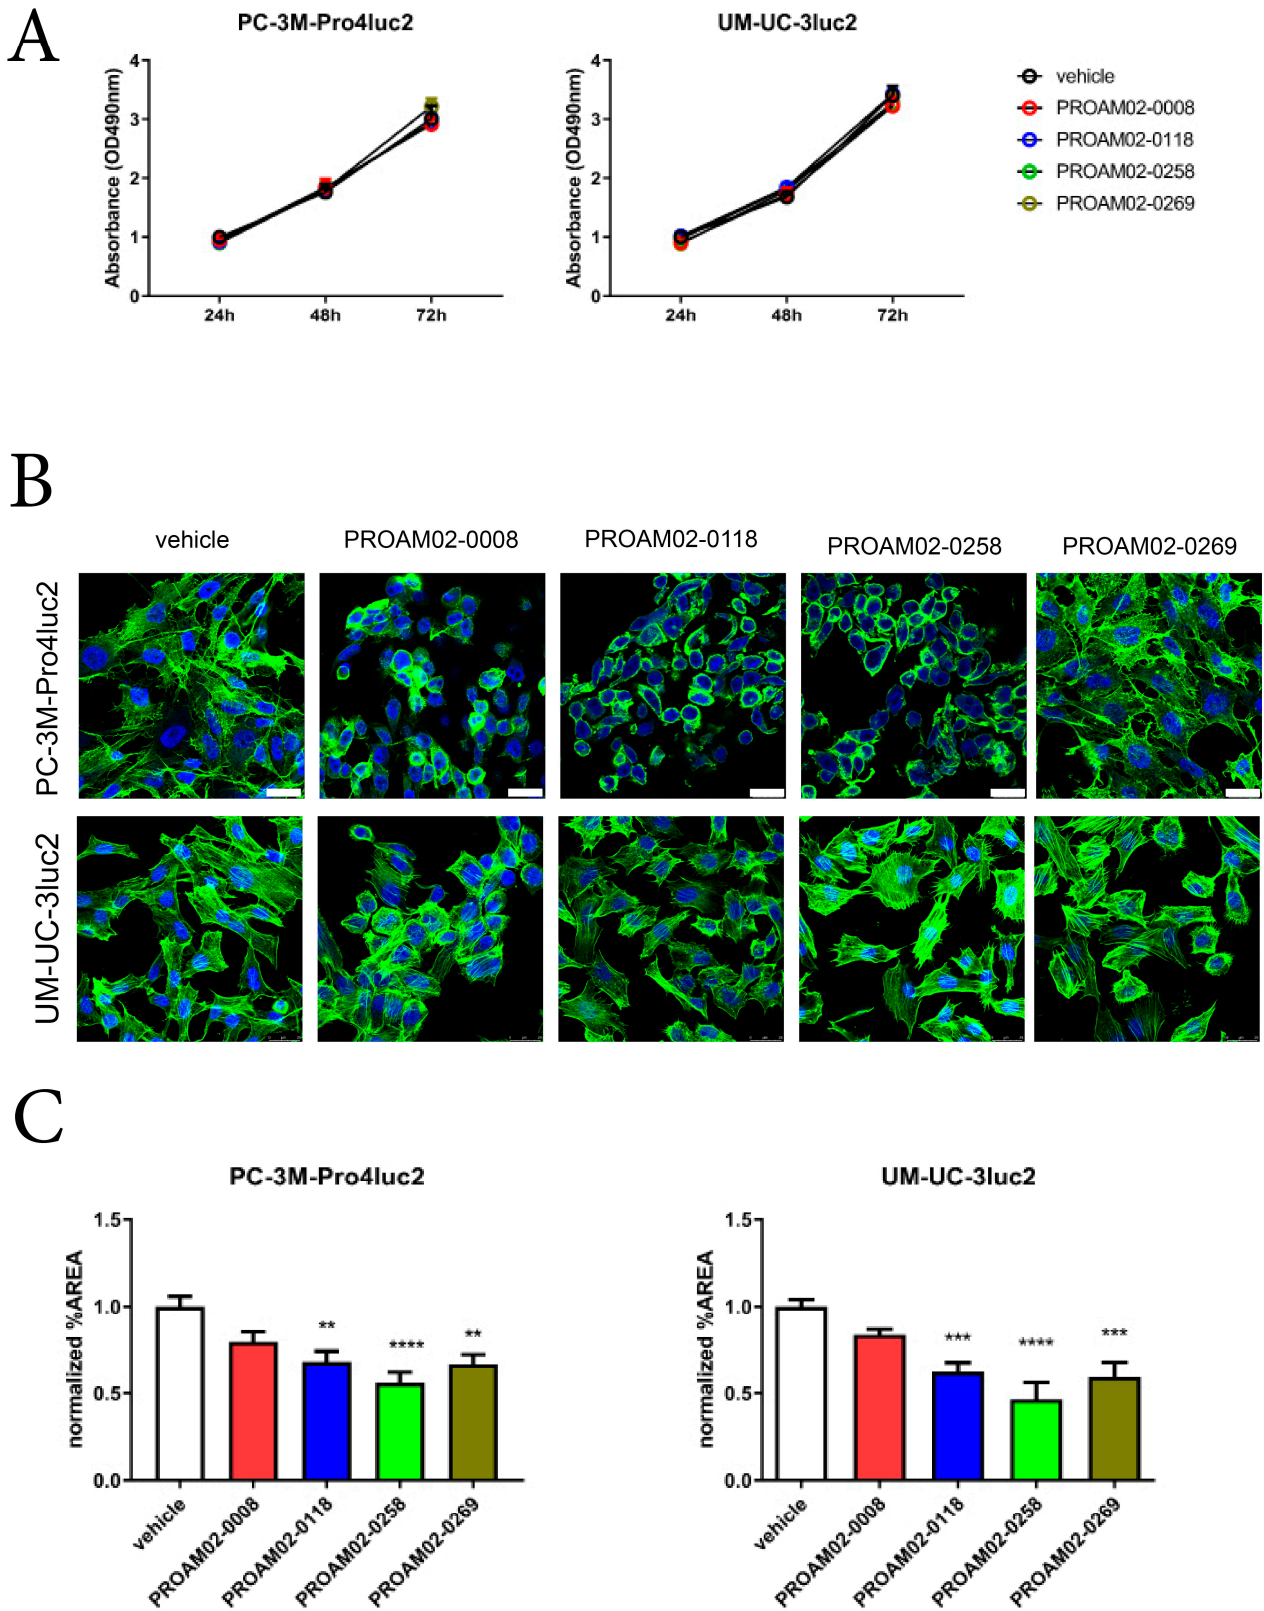 A
PC-3M-Pro4luc2
Absorbance (OD490nm)
4
3
2
1
0
24h 48h 72h
UM-UC-3luc2
Absorbance (OD490nm)
4
3
2
1
0
24h 48h 72h
vehicle
PROAM02-0008
PROAM02-0118
PROAM02-0258
PROAM02-0269
B
vehicle PROAM02-0008 PROAM02-0118 PROAM02-0258 PROAM02-0269
PC-3M-Pro4luc2
UM-UC-3luc2
C
PC-3M-Pro4luc2
normalized %AREA
1.5
1.0
0.5
0.0
**
****
**
vehicle
PROAM02-0008
PROAM02-0118
PROAM02-0258
PROAM02-0269
UM-UC-3luc2
normalized %AREA
1.5
1.0
0.5
0.0
***
****
***
vehicle
PROAM02-0008
PROAM02-0118
PROAM02-0258
PROAM02-0269